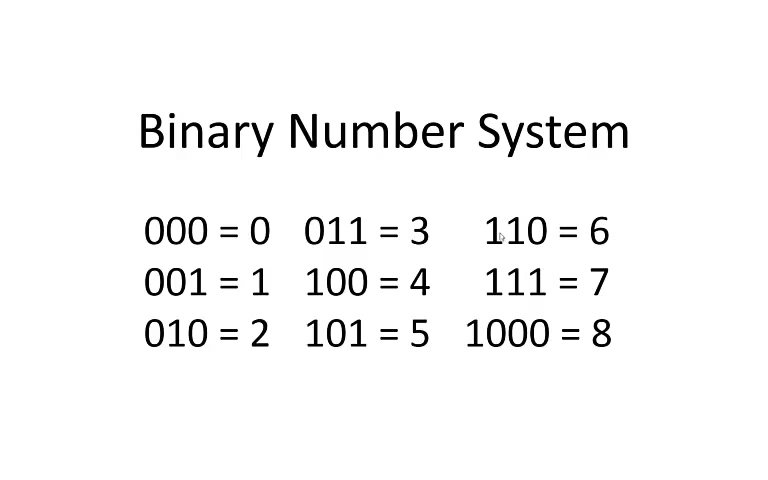 Binary Number System
000 = 0 011 = 3 110 = 6
001 = 1 100 = 4 111 = 7
010 = 2 101 = 5 1000 = 8